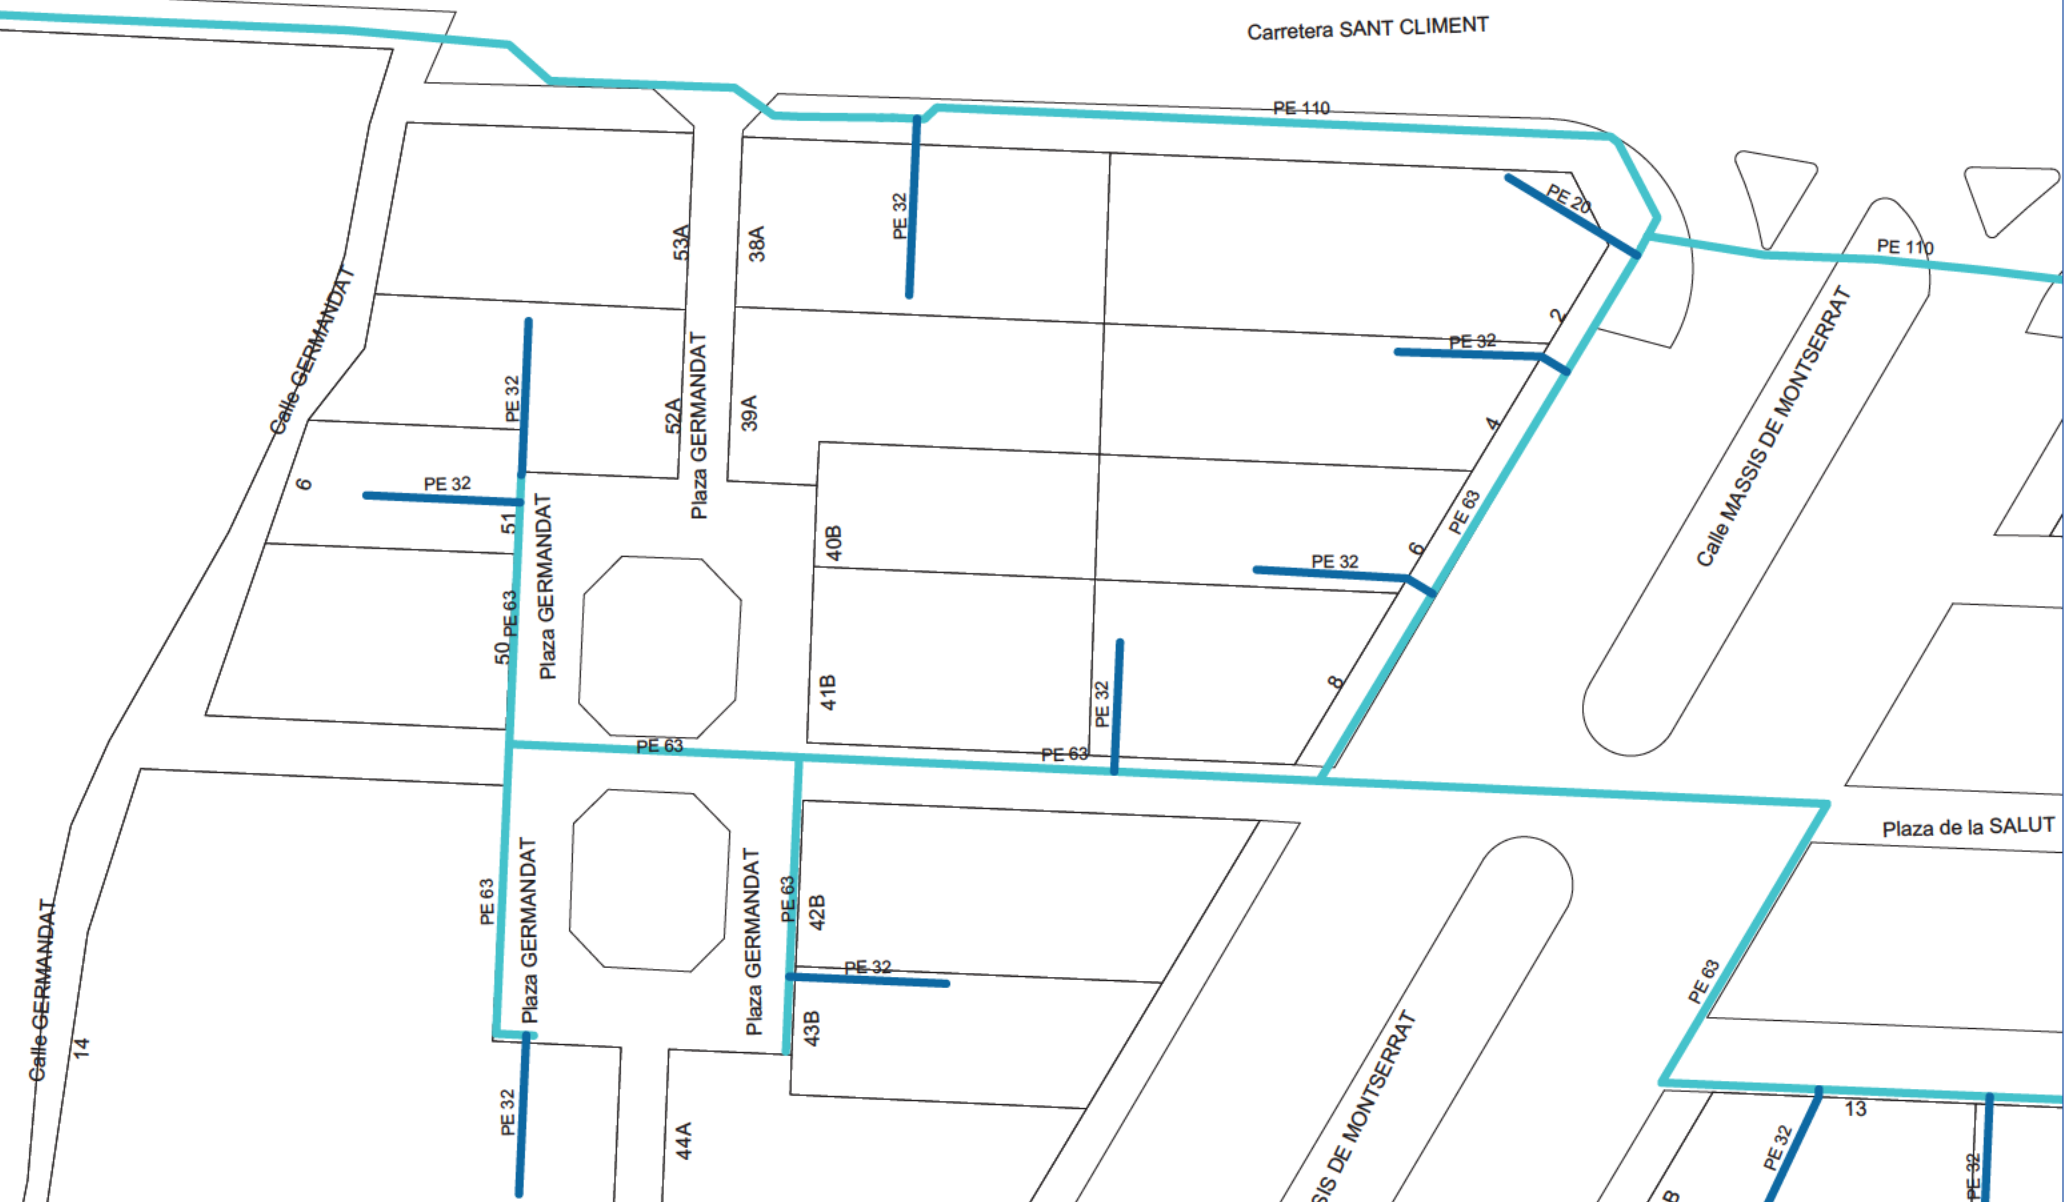 Carretera SANT CLIMENT
PE 110
PE 20
PE 32
53A
38A
PE 110
Calle GERMANDAT
2
PE 32
PE 32
52A
Plaza GERMANDAT
39A
4
Calle MASSIS DE MONTSERRAT
6
PE 32
51
PE 63
40B
6
PE 32
Plaza GERMANDAT
PE 63
50
41B
PE 32
8
PE 63
PE 63
Plaza de la SALUT
PE 63
Plaza GERMANDAT
Plaza GERMANDAT
PE 63
42B
PE 32
PE 63
Calle GERMANDAT
14
43B
SIS DE MONTSERRAT
PE 32
44A
13
PE 32
PE 32
B